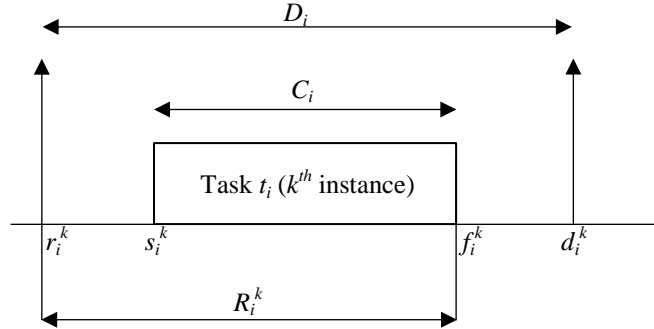 D_i
C_i
Task t_i (k^th instance)
r_i^k s_i^k f_i^k d_i^k
R_i^k